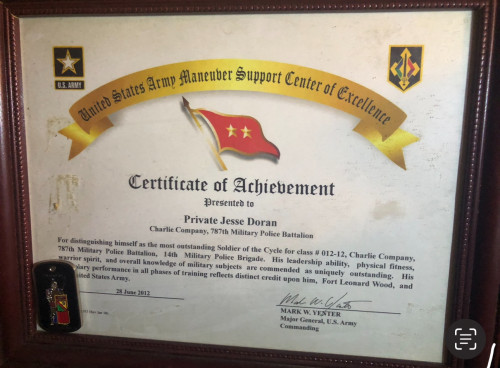 U.S. ARMY
United States Army Maneuver Support Center of Excellence
Certificate of Achievement
Presented to
Private Jesse Doran
Charlie Company, 787th Military Police Battalion
For distinguishing himself as the most outstanding Soldier of the Cycle for class # 012-12, Charlie Company,
787th Military Police Battalion, 14th Military Police Brigade. His leadership ability, physical fitness,
warrior spirit, and overall knowledge of military subjects are commended as uniquely outstanding. His
performance in all phases of training reflects distinct credit upon him, Fort Leonard Wood, and
States Army.
28 June 2012
MARK W. YENTER
Major General, U.S. Army
Commanding